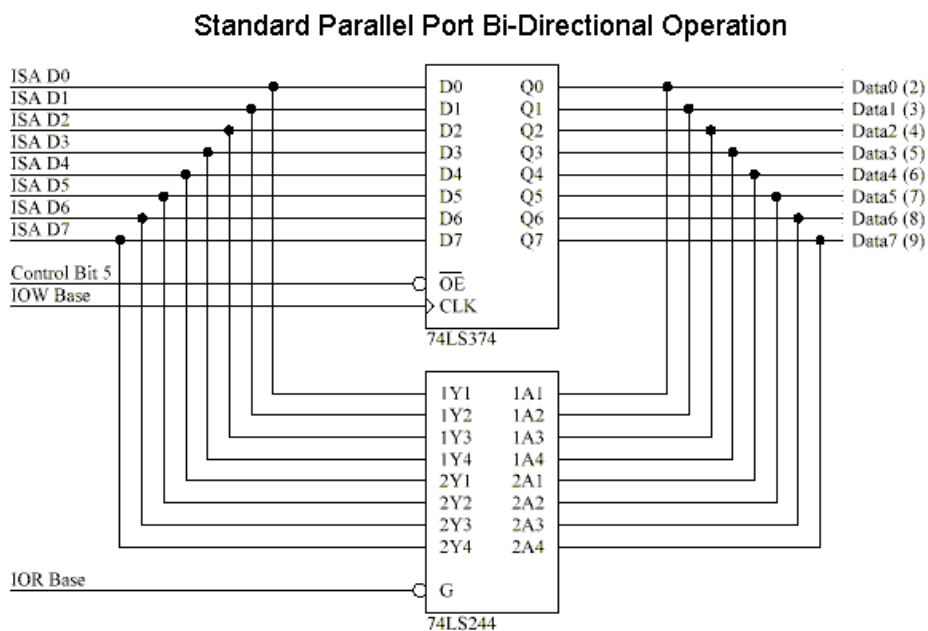 Standard Parallel Port Bi-Directional Operation
ISA D0 D0 Q0 Data0 (2)
ISA D1 D1 Q1 Data1 (3)
ISA D2 D2 Q2 Data2 (4)
ISA D3 D3 Q3 Data3 (5)
ISA D4 D4 Q4 Data4 (6)
ISA D5 D5 Q5 Data5 (7)
ISA D6 D6 Q6 Data6 (8)
ISA D7 D7 Q7 Data7 (9)
Control Bit 5 OE
IOW Base CLK
74LS374
1Y1 1A1
1Y2 1A2
1Y3 1A3
1Y4 1A4
2Y1 2A1
2Y2 2A2
2Y3 2A3
2Y4 2A4
IOR Base G
74LS244